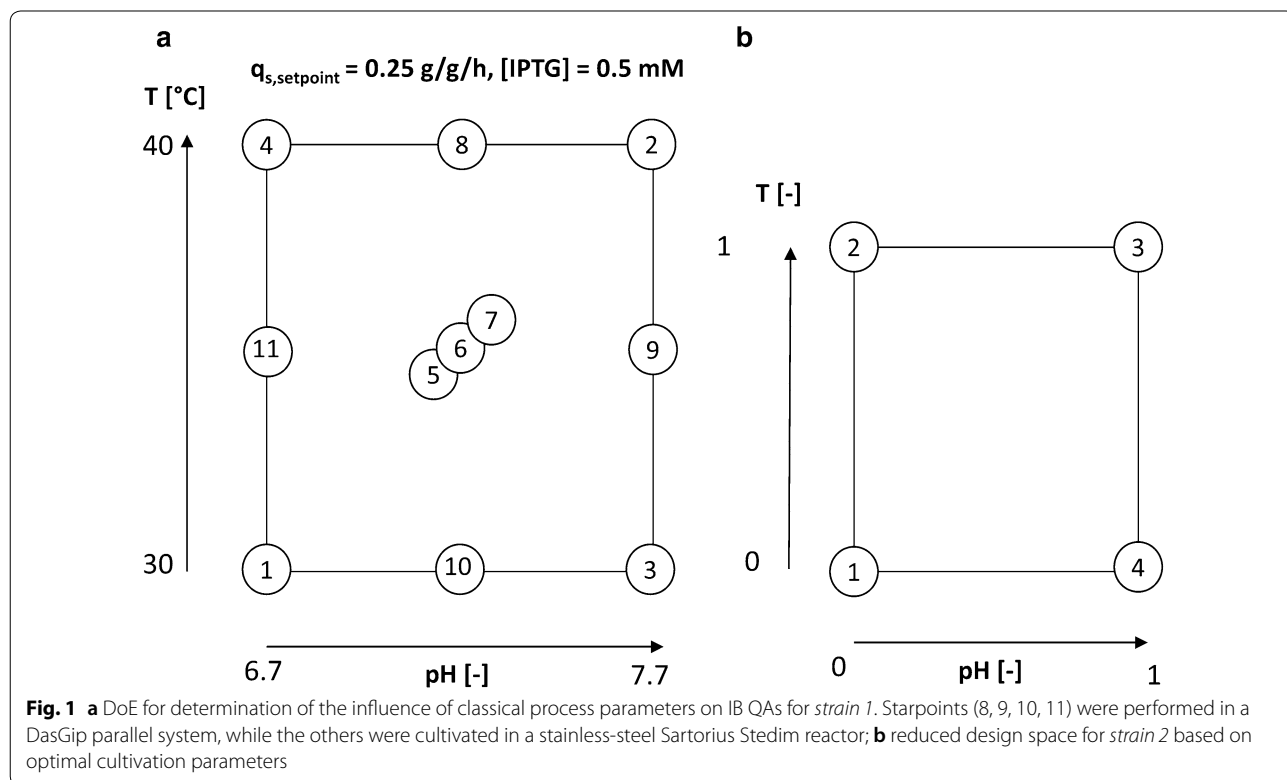 a
b
q_s,setpoint = 0.25 g/g/h, [IPTG] = 0.5 mM
T [°C]
40
4
8
2
T [-]
1
2
3
7
11
6
9
5
30
1
10
3
0
1
4
6.7
pH [-]
7.7
0
pH [-]
1
Fig. 1 a DoE for determination of the influence of classical process parameters on IB QAs for strain 1. Starpoints (8, 9, 10, 11) were performed in a
DasGip parallel system, while the others were cultivated in a stainless-steel Sartorius Stedim reactor; b reduced design space for strain 2 based on
optimal cultivation parameters